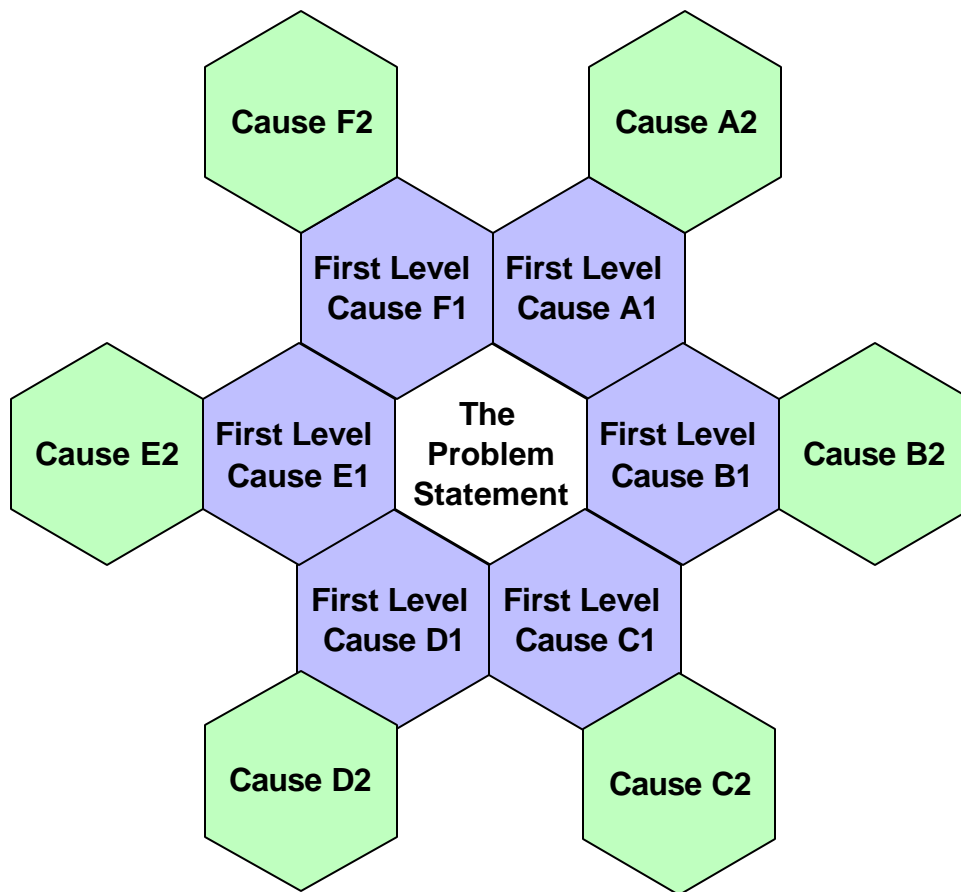 Cause F2
Cause A2
First Level
Cause F1
First Level
Cause A1
Cause E2
First Level
Cause E1
The
Problem
Statement
First Level
Cause B1
Cause B2
First Level
Cause D1
First Level
Cause C1
Cause D2
Cause C2